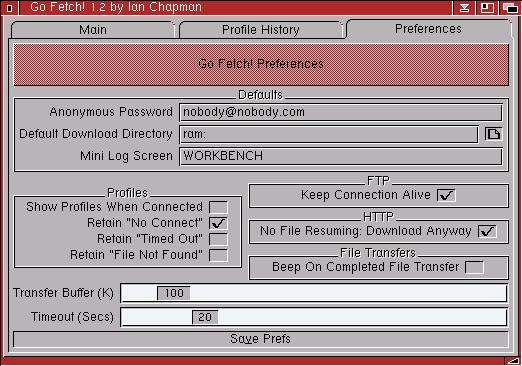 Go Fetch! 1.2 by Ian Chapman
Main
Profile History
Preferences
Go Fetch! Preferences
Defaults
Anonymous Password
nobody@nobody.com
Default Download Directory
ram:
Mini Log Screen
WORKBENCH
Profiles
Show Profiles When Connected
Retain "No Connect"
Retain "Timed Out"
Retain "File Not Found"
FTP
Keep Connection Alive
HTTP
No File Resuming: Download Anyway
File Transfers
Beep On Completed File Transfer
Transfer Buffer (K)
100
Timeout (Secs)
20
Save Prefs